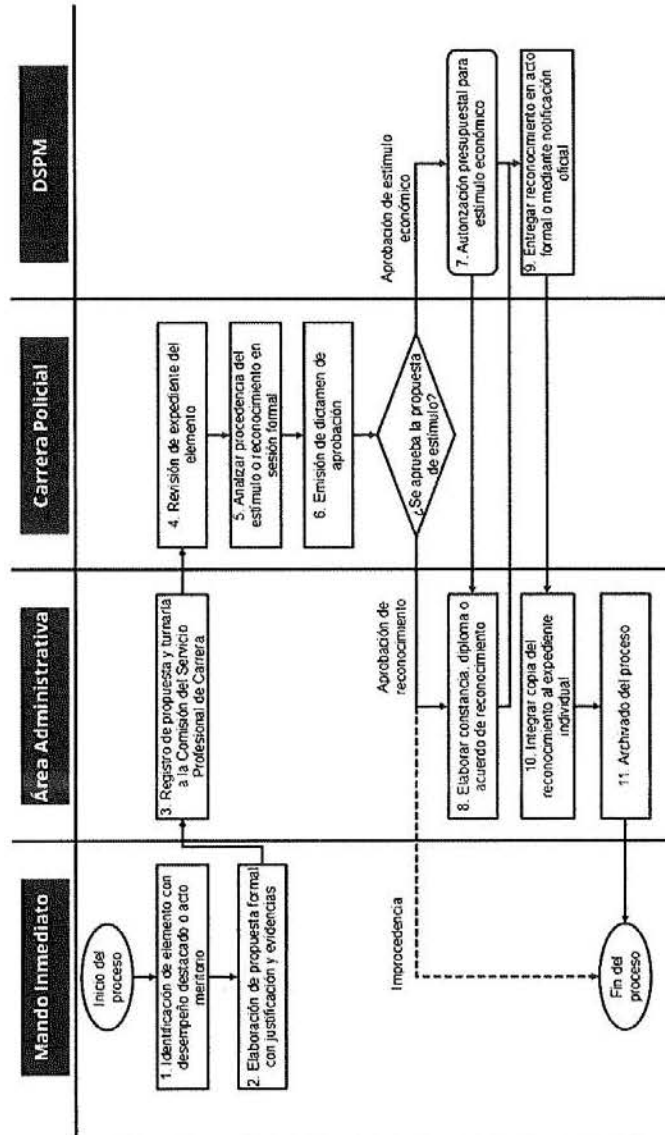 Mando Inmediato
Área Administrativa
Carrera Policial
DSPM
Inicio del
proceso
1. Identificación de elemento con
desempeño destacado o acto
meritorio
2. Elaboración de propuesta formal
con justificación y evidencias
3. Registro de propuesta y turnarla
a la Comisión del Servicio
Profesional de Carrera
4. Revisión de expediente del
elemento
5. Analizar procedencia del
estímulo o reconocimiento en
sesión formal
6. Emisión de dictamen de
aprobación
¿Se aprueba la propuesta
de estímulo?
Improcedencia
Aprobación de
reconocimiento
Aprobación de estímulo
económico
7. Autorización presupuestal para
estímulo económico
8. Elaborar constancia, diploma o
acuerdo de reconocimiento
9. Entregar reconocimiento en acto
formal o mediante notificación
oficial
10. Integrar copia del
reconocimiento al expediente
individual
11. Archivado del proceso
Fin del
proceso